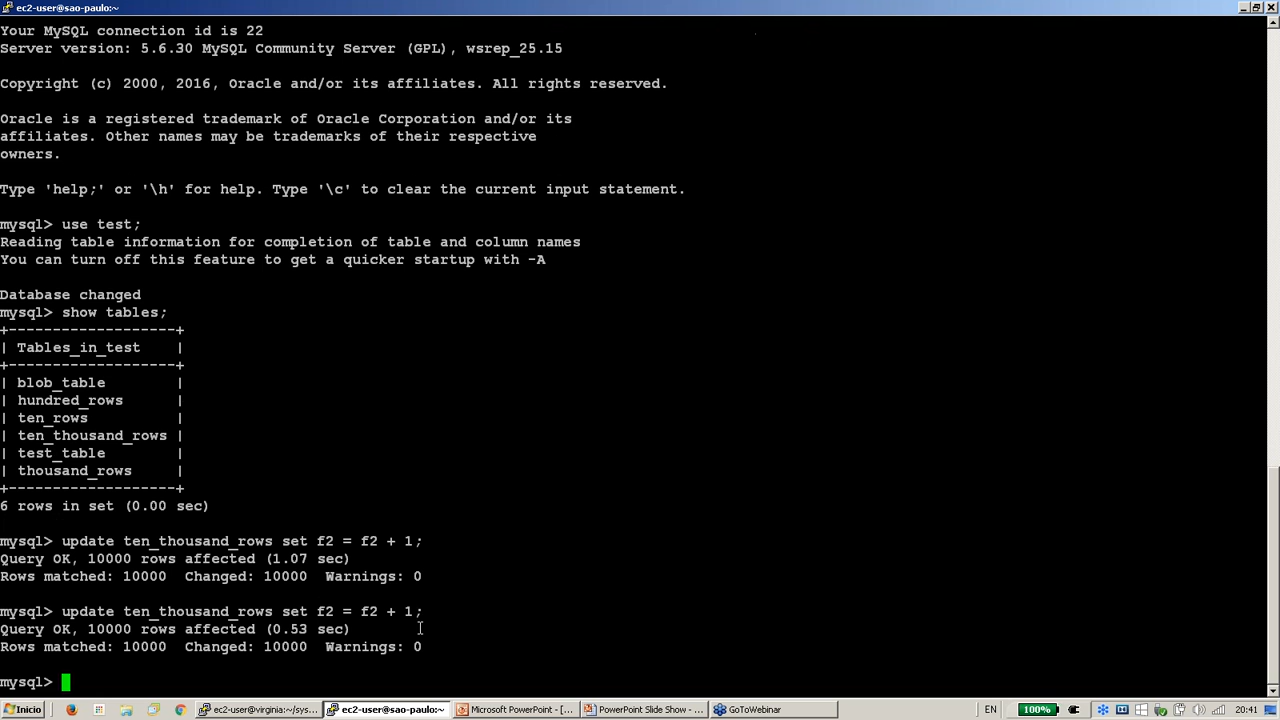 ec2-user@sao-paulo:~
Your MySQL connection id is 22
Server version: 5.6.30 MySQL Community Server (GPL), wsrep_25.15
Copyright (c) 2000, 2016, Oracle and/or its affiliates. All rights reserved.
Oracle is a registered trademark of Oracle Corporation and/or its
affiliates. Other names may be trademarks of their respective
owners.
Type 'help;' or '\h' for help. Type '\c' to clear the current input statement.
mysql> use test;
Reading table information for completion of table and column names
You can turn off this feature to get a quicker startup with -A
Database changed
mysql> show tables;
+-------------------+
| Tables_in_test    |
+-------------------+
| blob_table        |
| hundred_rows      |
| ten_rows          |
| ten_thousand_rows |
| test_table        |
| thousand_rows     |
+-------------------+
6 rows in set (0.00 sec)
mysql> update ten_thousand_rows set f2 = f2 + 1;
Query OK, 10000 rows affected (1.07 sec)
Rows matched: 10000  Changed: 10000  Warnings: 0
mysql> update ten_thousand_rows set f2 = f2 + 1;
Query OK, 10000 rows affected (0.53 sec)
Rows matched: 10000  Changed: 10000  Warnings: 0
mysql>
Inicio ec2-user@virginia:~/sys... ec2-user@sao-paulo:~ Microsoft PowerPoint - [... PowerPoint Slide Show - ... GoToWebinar EN 100% 20:41